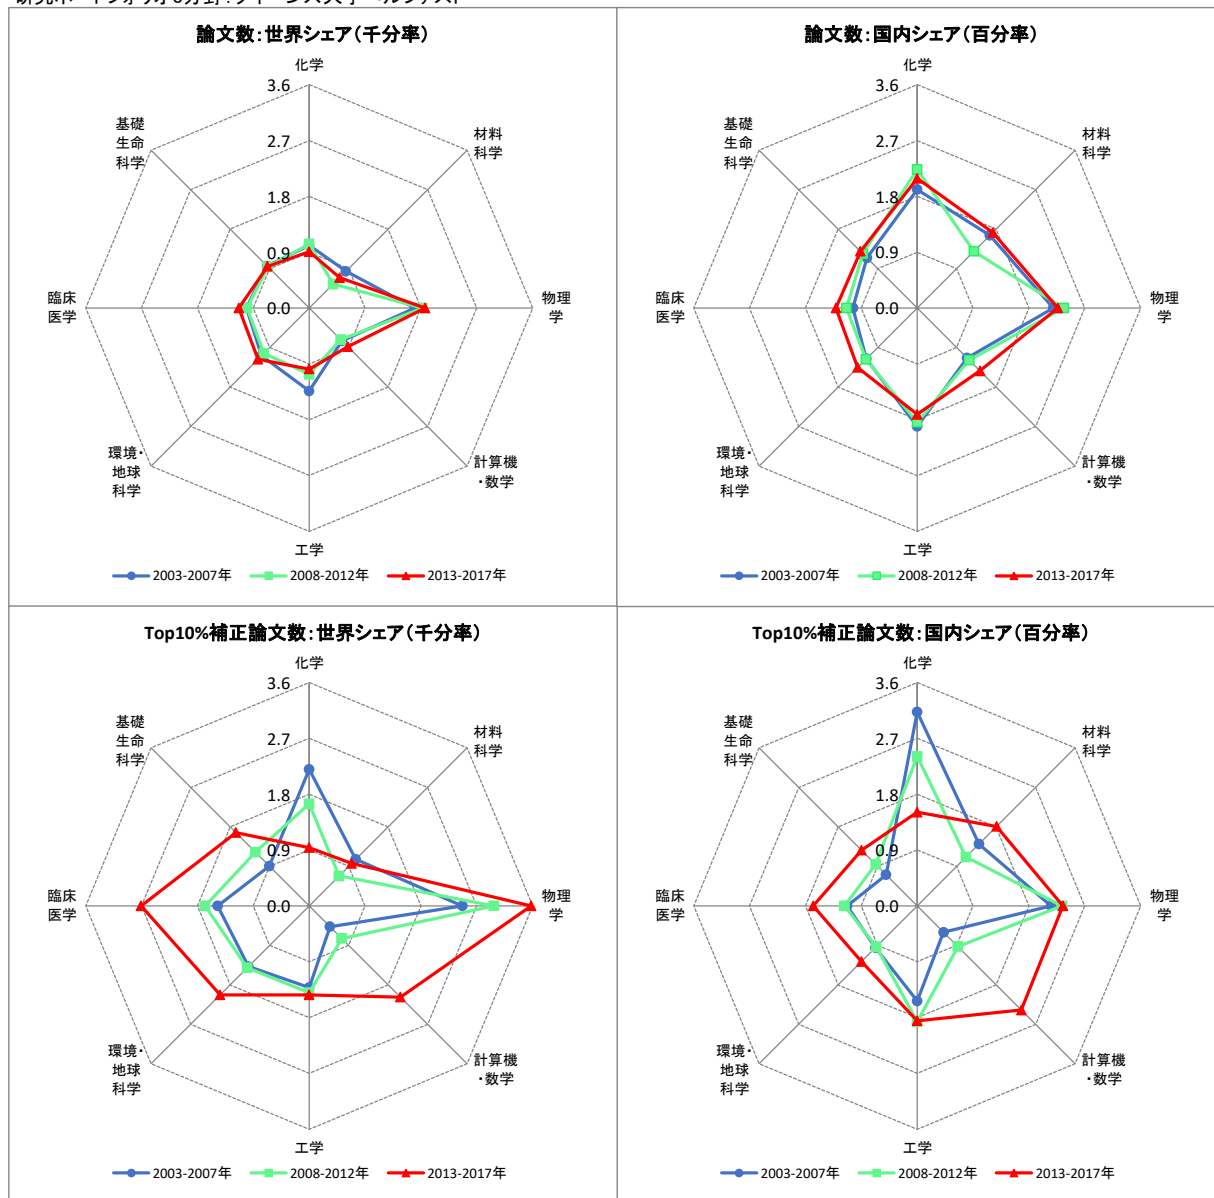 論文数：世界シェア（千分率）
化学
3.6
2.7
1.8
0.9
0.0
材料
科学
物理
学
計算機
・数学
工学
環境・
地球
科学
臨床
医学
基礎
生命
科学
2003-2007年
2008-2012年
2013-2017年
論文数：国内シェア（百分率）
化学
3.6
2.7
1.8
0.9
0.0
材料
科学
物理
学
計算機
・数学
工学
環境・
地球
科学
臨床
医学
基礎
生命
科学
2003-2007年
2008-2012年
2013-2017年
Top10%補正論文数：世界シェア（千分率）
化学
3.6
2.7
1.8
0.9
0.0
材料
科学
物理
学
計算機
・数学
工学
環境・
地球
科学
臨床
医学
基礎
生命
科学
2003-2007年
2008-2012年
2013-2017年
Top10%補正論文数：国内シェア（百分率）
化学
3.6
2.7
1.8
0.9
0.0
材料
科学
物理
学
計算機
・数学
工学
環境・
地球
科学
臨床
医学
基礎
生命
科学
2003-2007年
2008-2012年
2013-2017年